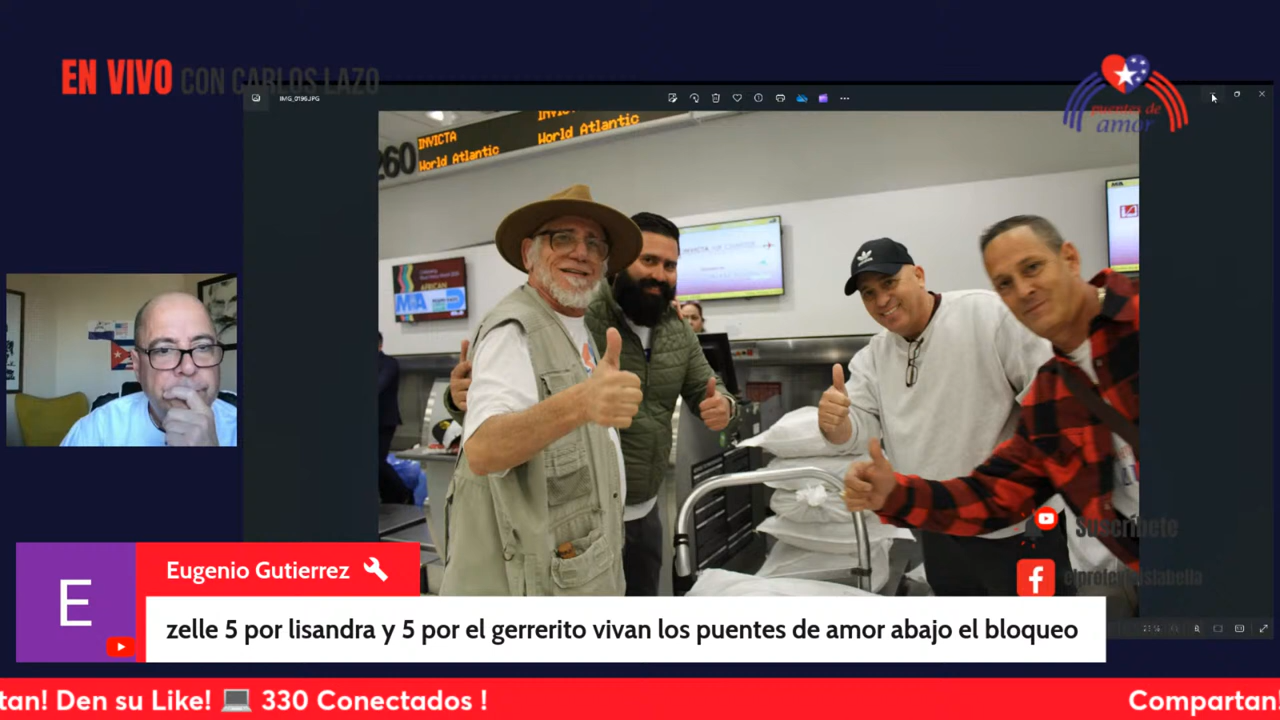 EN VIVO CON CARLOS LAZO
IMG_0196.JPG
puentes de
amor
260
INVICTA
World Atlantic
INVICTA
World Atlantic
AFRICAN
MIA
Suscríbete
Eugenio Gutierrez
E
zelle 5 por lisandra y 5 por el gerrerito vivan los puentes de amor abajo el bloqueo
tan! Den su Like! 💻 330 Conectados !
Compartan!